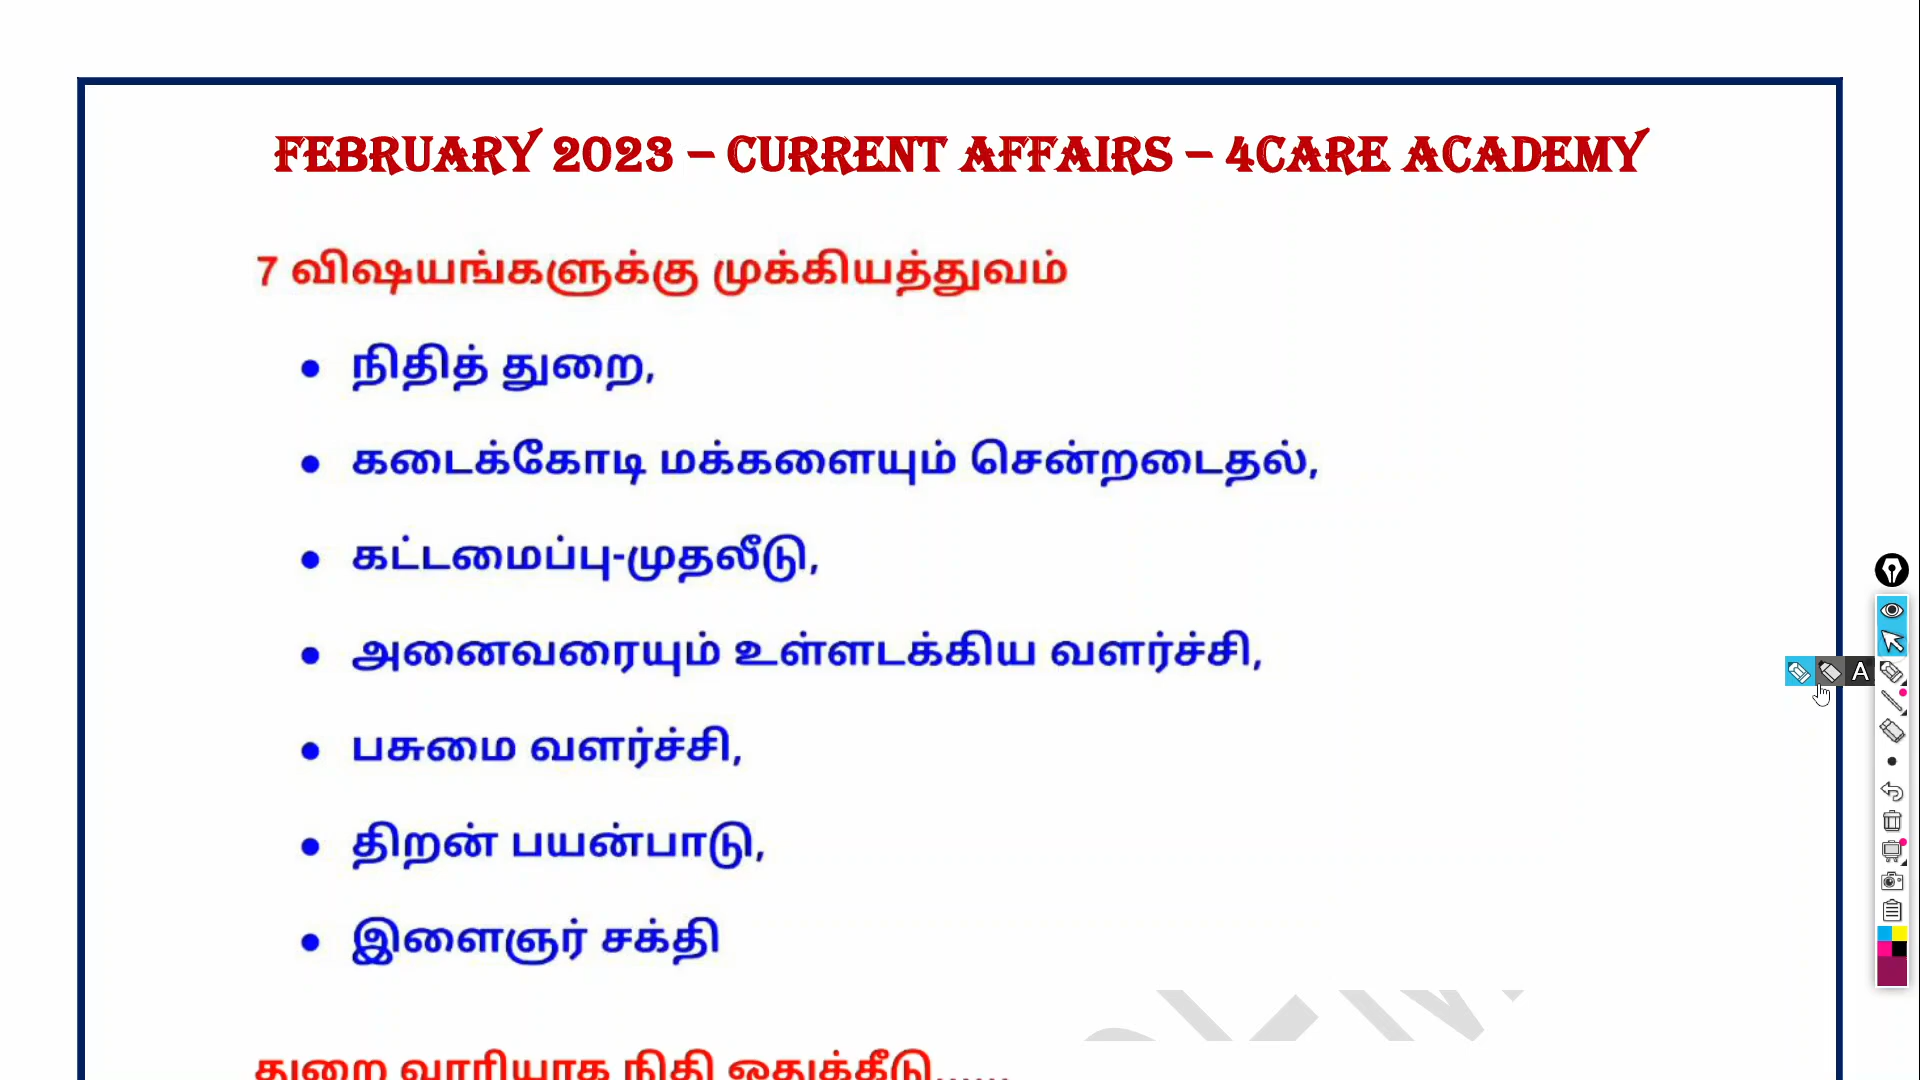 FEBRUARY 2023 – CURRENT AFFAIRS – 4CARE ACADEMY
7 விஷயங்களுக்கு முக்கியத்துவம்
• நிதித் துறை,
• கடைக்கோடி மக்களையும் சென்றடைதல்,
• கட்டமைப்பு-முதலீடு,
• அனைவரையும் உள்ளடக்கிய வளர்ச்சி,
• பசுமை வளர்ச்சி,
• திறன் பயன்பாடு,
• இளைஞர் சக்தி
துறை வாரியாக நிதி ஒதுக்கீடு......
A